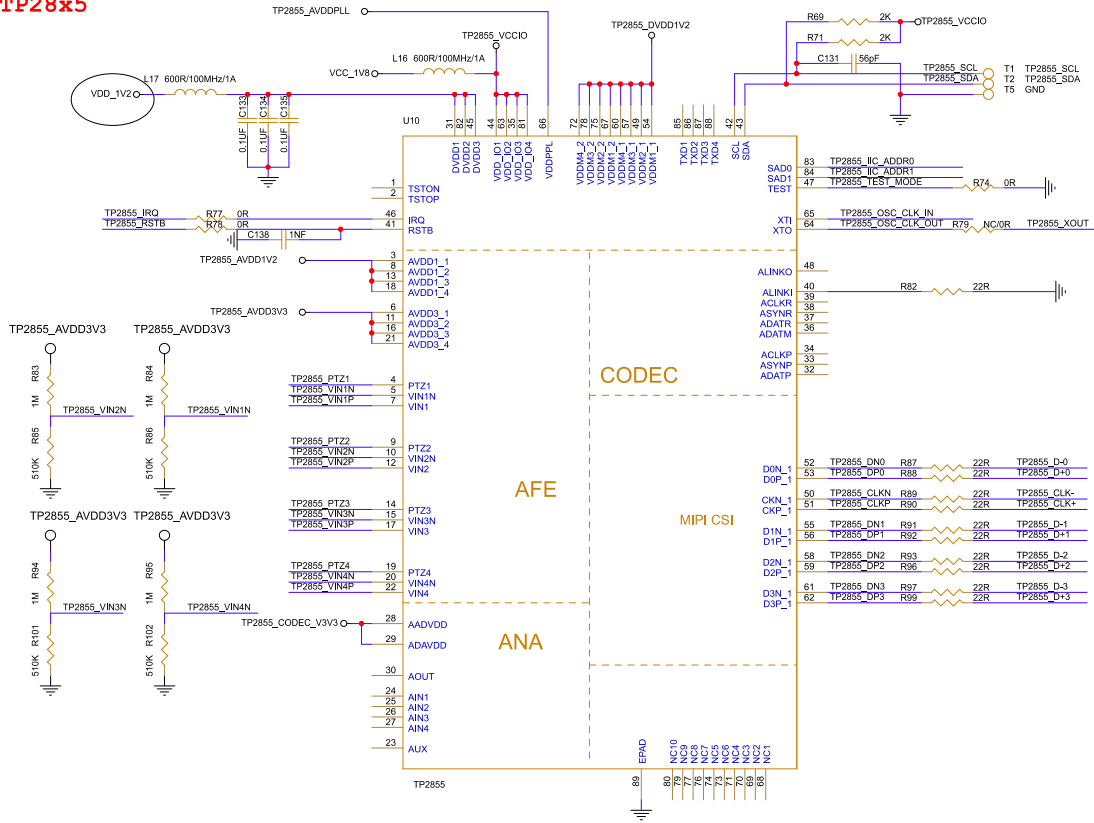 TP28x5
TP2855_AVDDPLL
R69 2K
TP2855_VCCIO
TP2855_DVDD1V2
TP2855_VCCIO
R71 2K
L16 600R/100MHz/1A
C131 56pF
VCC_1V8
TP2855_SCL T1 TP2855_SCL
TP2855_SDA T2 TP2855_SDA
T5 GND
L17 600R/100MHz/1A
VDD_1V2
C133 C134 C135
0.1UF 0.1UF 0.1UF
31 82 45 44 63 35 81 66 72 78 75 67 60 57 49 54 85 86 87 88 42 43
U10
DVDD1 DVDD2 DVDD3 VDD_IO1 VDD_IO2 VDD_IO3 VDD_IO4 VDDPPL VDDM4_2 VDDM3_2 VDDM2_2 VDDM1_2 VDDM4_1 VDDM3_1 VDDM2_1 VDDM1_1 TXD1 TXD2 TXD3 TXD4 SCL SDA
SAD0 83 TP2855_IIC_ADDR0
SAD1 84 TP2855_IIC_ADDR1
TEST 47 TP2855_TEST_MODE R74 0R
1 TSTON
2 TSTOP
TP2855_IRQ R77 0R 46 IRQ
TP2855_RSTB R78 0R 41 RSTB
C138 1NF
XTI 65 TP2855_OSC_CLK_IN
XTO 64 TP2855_OSC_CLK_OUT R79 NC/0R TP2855_XOUT
TP2855_AVDD1V2
3 AVDD1_1
8 AVDD1_2
13 AVDD1_3
18 AVDD1_4
ALINKO 48
ALINKI 40 R82 22R
ACLKR 39
ASYNR 38
ADATR 37
ADATM 36
TP2855_AVDD3V3
6 AVDD3_1
11 AVDD3_2
16 AVDD3_3
21 AVDD3_4
ACLKP 34
ASYNP 33
ADATP 32
TP2855_AVDD3V3 TP2855_AVDD3V3
R83 1M R84 1M
TP2855_VIN2N TP2855_VIN1N
R85 510K R86 510K
CODEC
TP2855_PTZ1 4 PTZ1
TP2855_VIN1N 5 VIN1N
TP2855_VIN1P 7 VIN1
TP2855_PTZ2 9 PTZ2
TP2855_VIN2N 10 VIN2N
TP2855_VIN2P 12 VIN2
AFE
MIPI CSI
D0N_1 52 TP2855_DN0 R87 22R TP2855_D-0
D0P_1 53 TP2855_DP0 R88 22R TP2855_D+0
CKN_1 50 TP2855_CLKN R89 22R TP2855_CLK-
CKP_1 51 TP2855_CLKP R90 22R TP2855_CLK+
D1N_1 55 TP2855_DN1 R91 22R TP2855_D-1
D1P_1 56 TP2855_DP1 R92 22R TP2855_D+1
D2N_1 58 TP2855_DN2 R93 22R TP2855_D-2
D2P_1 59 TP2855_DP2 R96 22R TP2855_D+2
D3N_1 61 TP2855_DN3 R97 22R TP2855_D-3
D3P_1 62 TP2855_DP3 R99 22R TP2855_D+3
TP2855_PTZ3 14 PTZ3
TP2855_VIN3N 15 VIN3N
TP2855_VIN3P 17 VIN3
TP2855_AVDD3V3 TP2855_AVDD3V3
R94 1M R95 1M
TP2855_VIN3N TP2855_VIN4N
R101 510K R102 510K
TP2855_PTZ4 19 PTZ4
TP2855_VIN4N 20 VIN4N
TP2855_VIN4P 22 VIN4
TP2855_CODEC_V3V3 28 AADVDD
29 ADAVDD
ANA
30 AOUT
24 AIN1
25 AIN2
26 AIN3
27 AIN4
23 AUX
EPAD NC10 NC9 NC8 NC7 NC5 NC6 NC4 NC3 NC2 NC1
89 80 79 77 76 74 73 71 70 69 68
TP2855